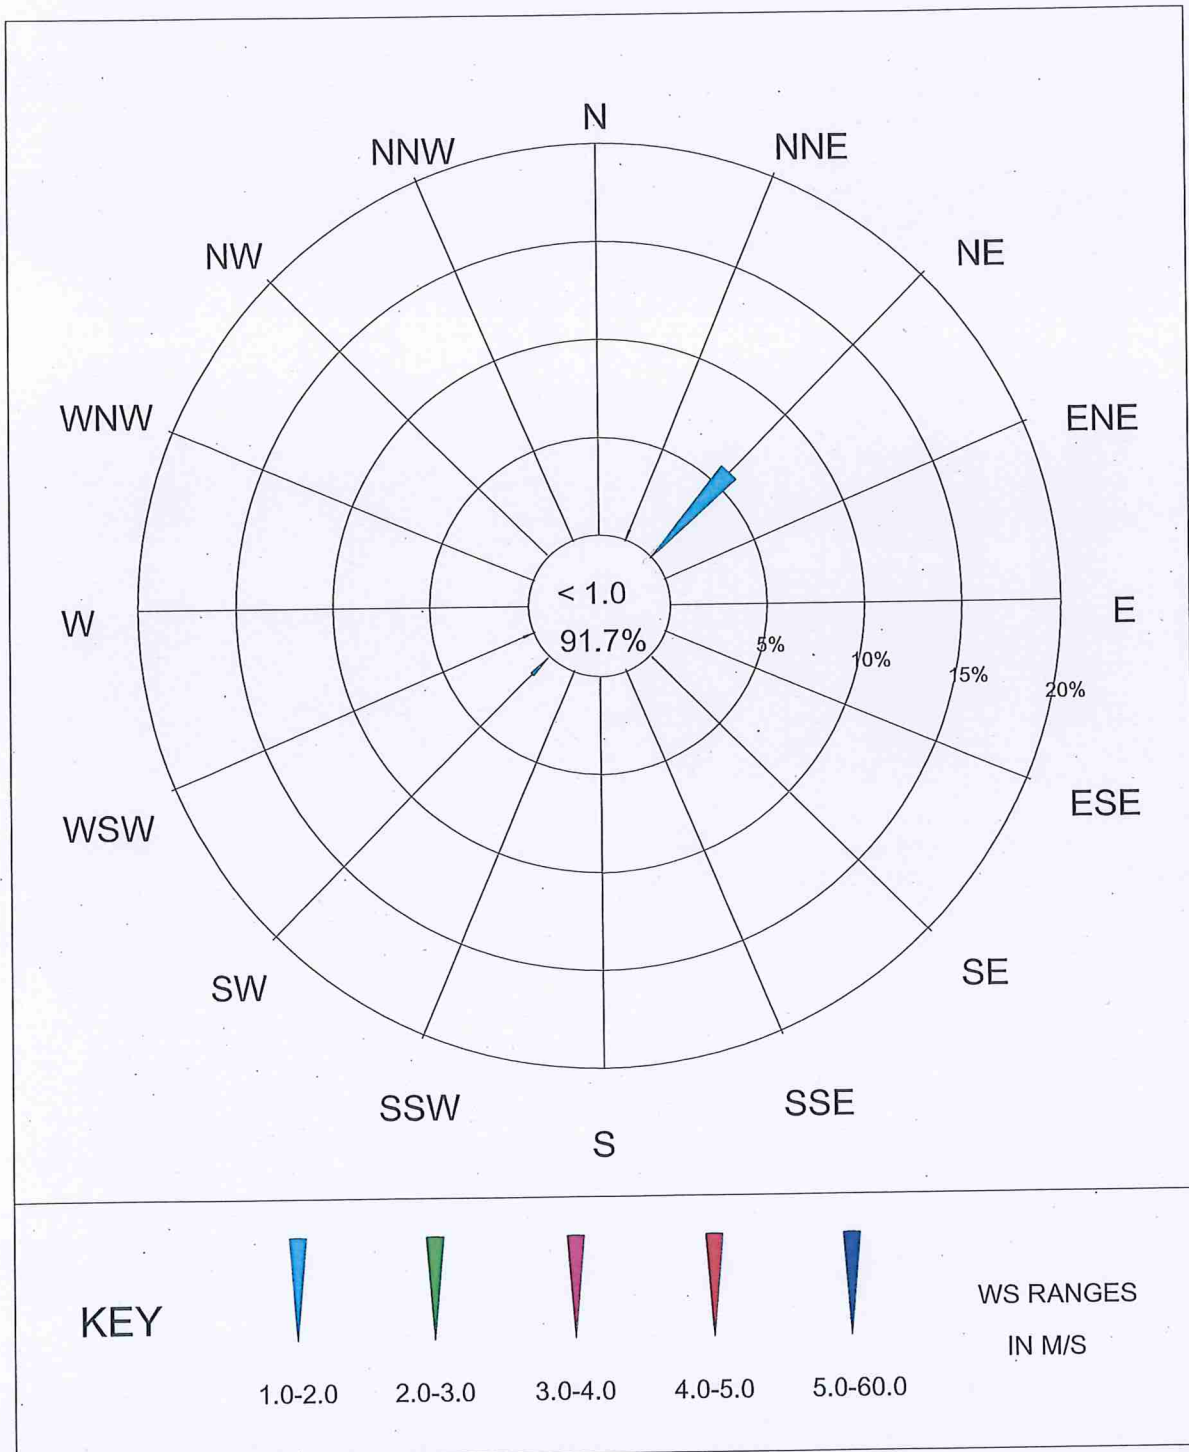 N
NNW
NNE
NW
NE
WNW
ENE
< 1.0
W
E
91.7%
5%
10%
15%
20%
WSW
ESE
SW
SE
SSW
SSE
S
KEY
WS RANGES
IN M/S
1.0-2.0
2.0-3.0
3.0-4.0
4.0-5.0
5.0-60.0